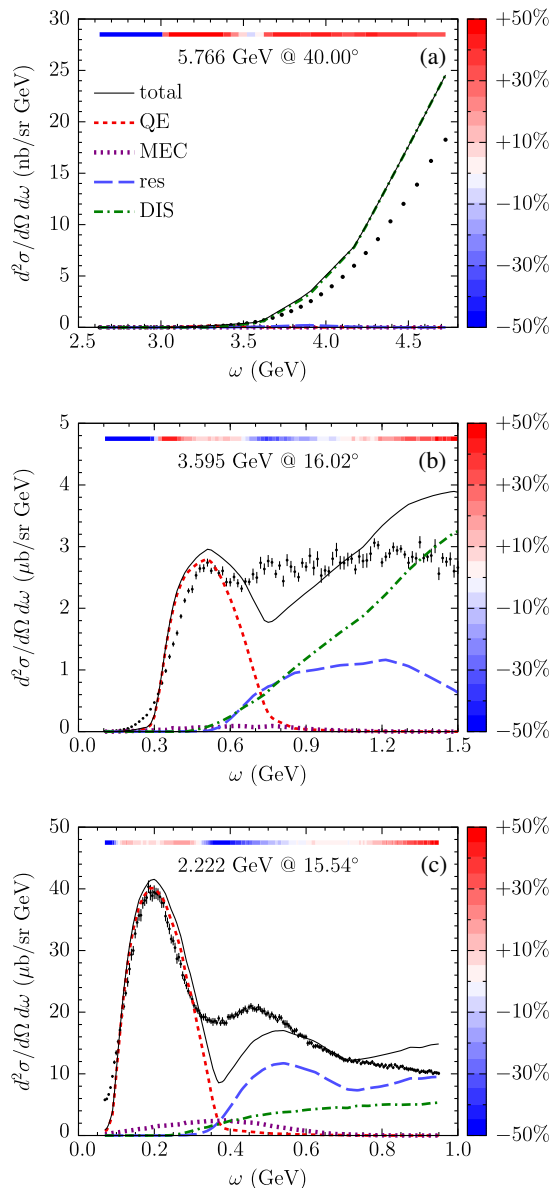 30
25
20
15
10
5
0
d²σ/dΩ dω (nb/sr GeV)
5.766 GeV @ 40.00°
(a)
total
QE
MEC
res
DIS
2.5 3.0 3.5 4.0 4.5
ω (GeV)
+50%
+30%
+10%
−10%
−30%
−50%
5
4
3
2
1
0
d²σ/dΩ dω (μb/sr GeV)
3.595 GeV @ 16.02°
(b)
0.0 0.3 0.6 0.9 1.2 1.5
ω (GeV)
+50%
+30%
+10%
−10%
−30%
−50%
50
40
30
20
10
0
d²σ/dΩ dω (μb/sr GeV)
2.222 GeV @ 15.54°
(c)
0.0 0.2 0.4 0.6 0.8 1.0
ω (GeV)
+50%
+30%
+10%
−10%
−30%
−50%